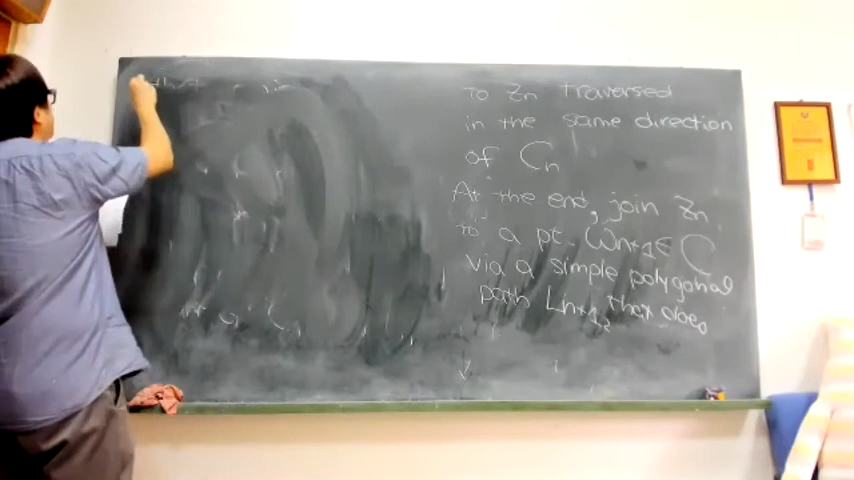 To Zn traversed
in the same direction
of Cn
At the end, join Zn
to a pt. Wn+1 ∈ C
via a simple polygonal
path Ln+1, that does